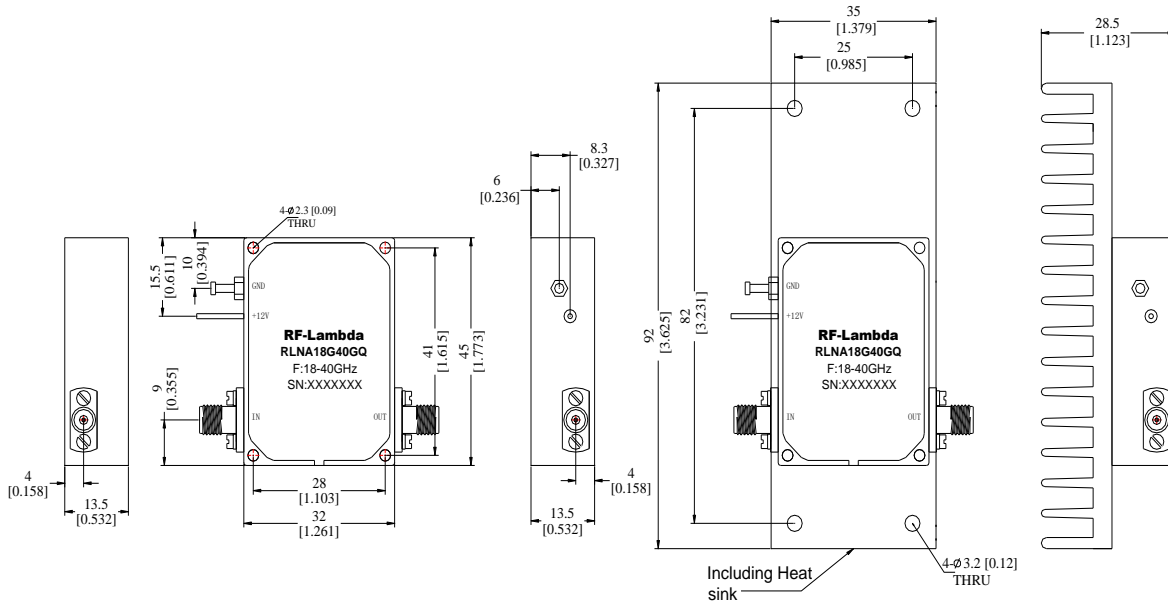 35
[1.379]
25
[0.985]
28.5
[1.123]
8.3
[0.327]
6
[0.236]
4-ϕ2.3 [0.09]
THRU
15.5
[0.611]
10
[0.394]
9
[0.355]
GND
+12V
RF-Lambda
RLNA18G40GQ
F:18-40GHz
SN:XXXXXXX
IN
OUT
41
[1.615]
45
[1.773]
28
[1.103]
32
[1.261]
4
[0.158]
13.5
[0.532]
4
[0.158]
13.5
[0.532]
92
[3.625]
82
[3.231]
GND
+12V
RF-Lambda
RLNA18G40GQ
F:18-40GHz
SN:XXXXXXX
IN
OUT
Including Heat
sink
4-ϕ3.2 [0.12]
THRU